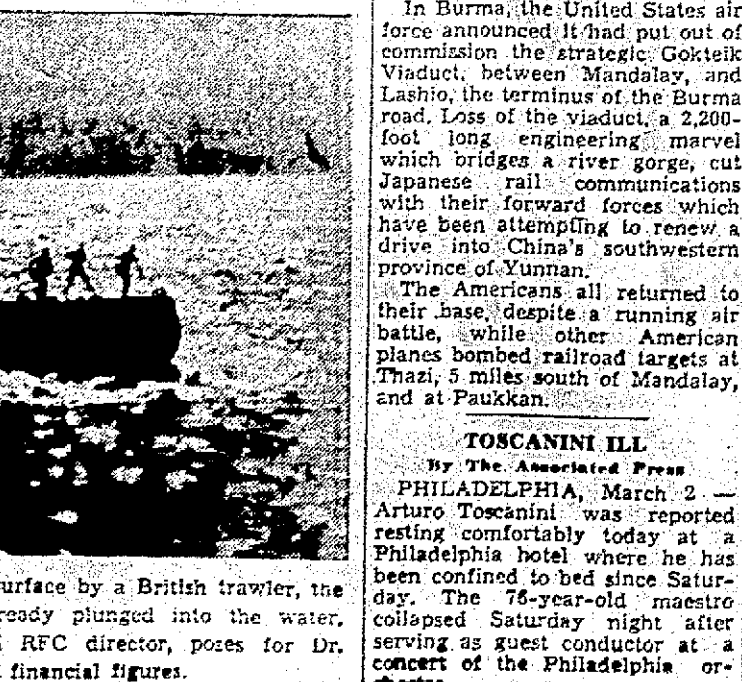 In Burma, the United States air
force announced it had put out of
commission the strategic Gokteik
Viaduct, between Mandalay, and
Lashio, the terminus of the Burma
road. Loss of the viaduct, a 2,200-
foot long engineering marvel
which bridges a river gorge, cut
Japanese rail communications
with their forward forces which
have been attempting to renew a
drive into China's southwestern
province of Yunnan.
The Americans all returned to
their base, despite a running air
battle, while other American
planes bombed railroad targets at
Thazi, 5 miles south of Mandalay,
and at Paukkan.
TOSCANINI ILL
By The Associated Press
PHILADELPHIA, March 2 —
Arturo Toscanini was reported
resting comfortably today at a
Philadelphia hotel where he has
been confined to bed since Satur-
day. The 76-year-old maestro
collapsed Saturday night after
serving as guest conductor at a
concert of the Philadelphia or-
urface by a British trawler, the
ready plunged into the water.
RFC director, poses for Dr.
financial figures.